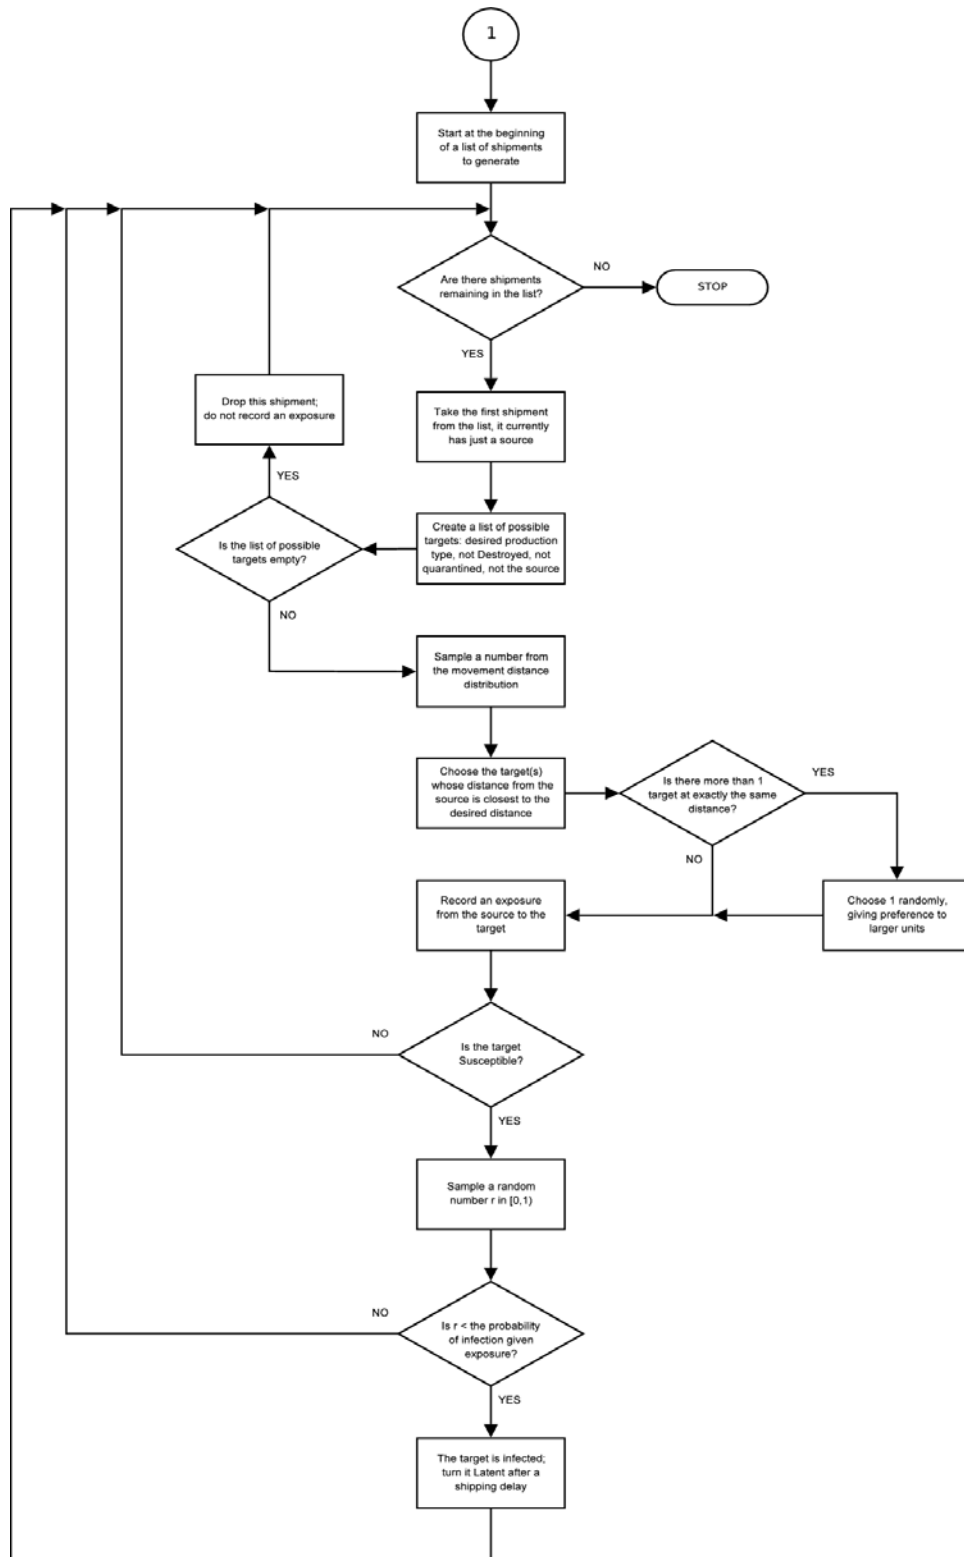 1
Start at the beginning
of a list of shipments
to generate
Are there shipments
remaining in the list?
NO
STOP
YES
Drop this shipment;
do not record an exposure
Take the first shipment
from the list, it currently
has just a source
YES
Is the list of possible
targets empty?
Create a list of possible
targets: desired production
type, not Destroyed, not
quarantined, not the source
NO
Sample a number from
the movement distance
distribution
Choose the target(s)
whose distance from the
source is closest to the
desired distance
Is there more than 1
target at exactly the same
distance?
YES
NO
Record an exposure
from the source to the
target
Choose 1 randomly,
giving preference to
larger units
NO
Is the target
Susceptible?
YES
Sample a random
number r in [0,1)
NO
Is r < the probability
of infection given
exposure?
YES
The target is infected;
turn it Latent after a
shipping delay